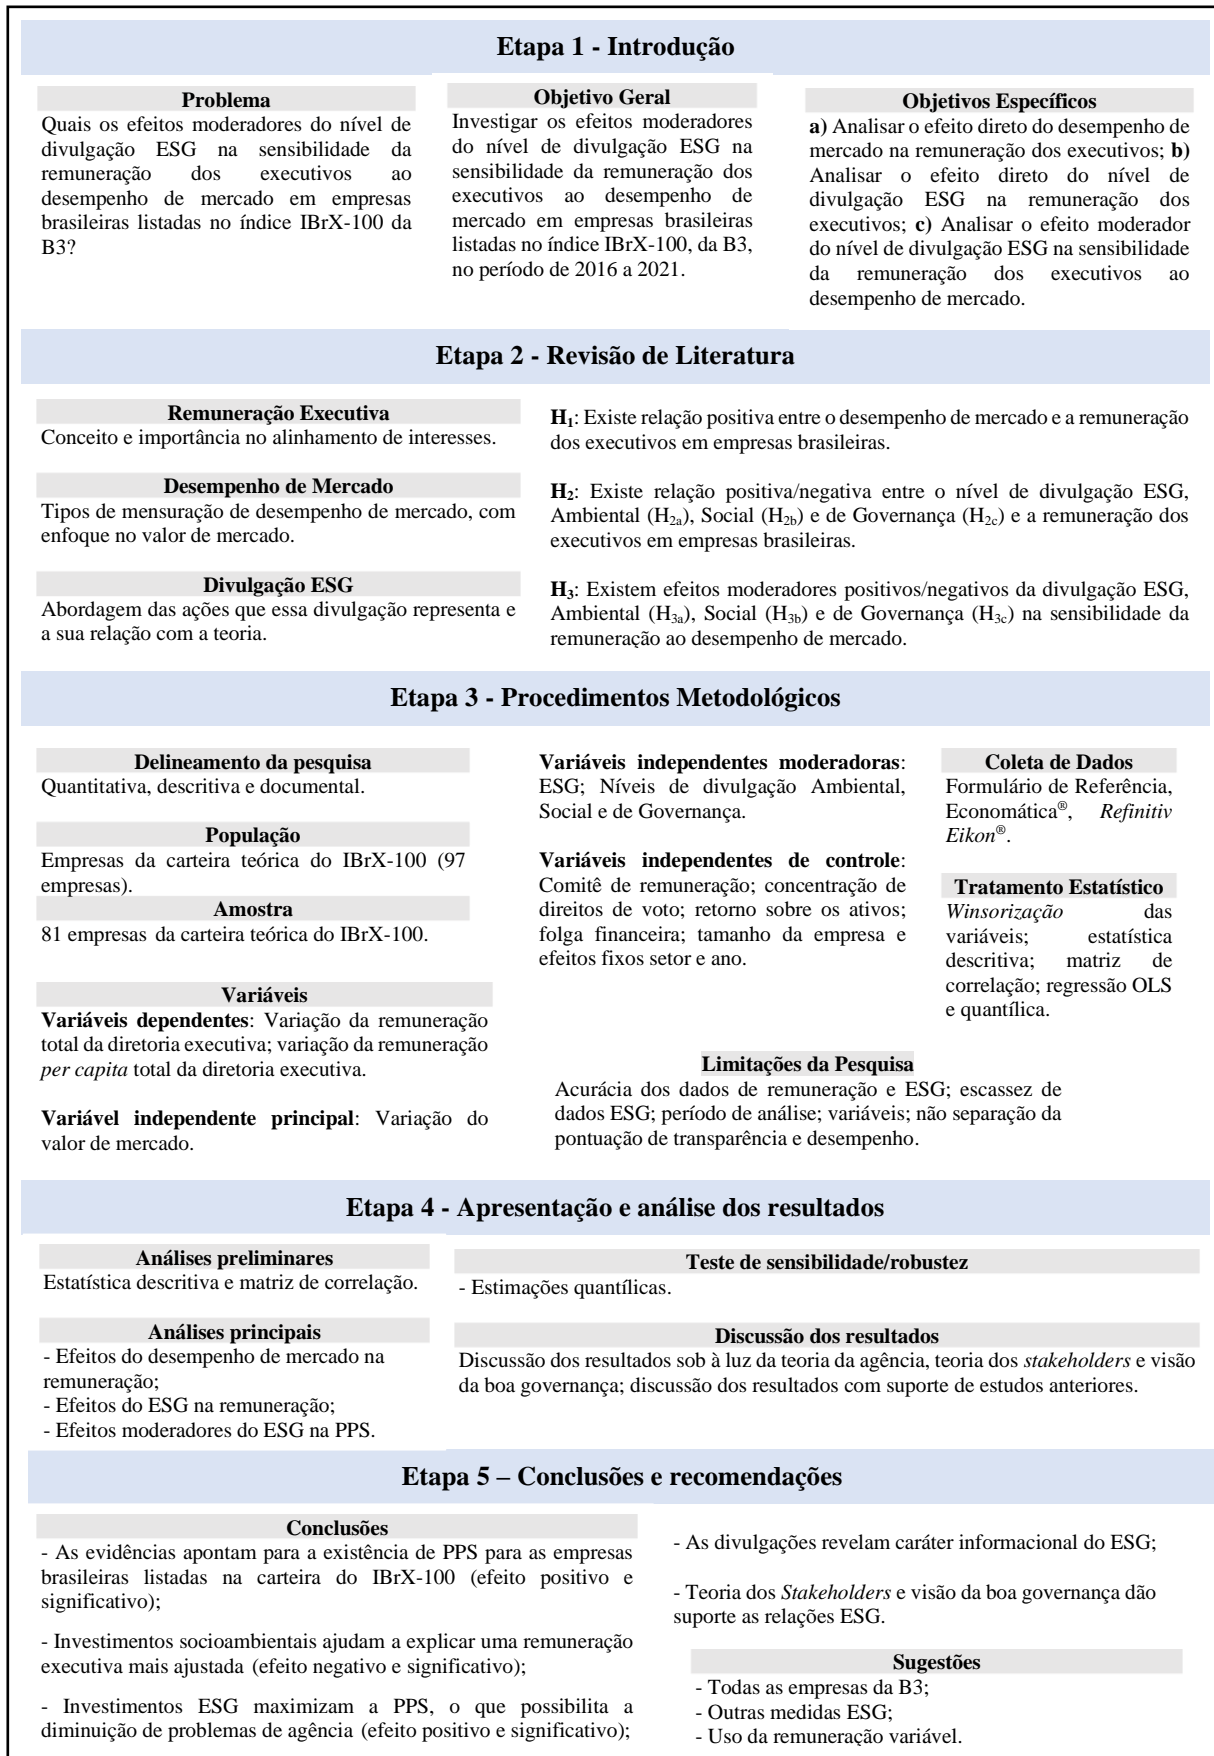 Etapa 1 - Introdução
Problema
Quais os efeitos moderadores do nível de
divulgação ESG na sensibilidade da
remuneração dos executivos ao
desempenho de mercado em empresas
brasileiras listadas no índice IBrX-100 da
B3?
Objetivo Geral
Investigar os efeitos moderadores
do nível de divulgação ESG na
sensibilidade da remuneração dos
executivos ao desempenho de
mercado em empresas brasileiras
listadas no índice IBrX-100, da B3,
no período de 2016 a 2021.
Objetivos Específicos
a) Analisar o efeito direto do desempenho de
mercado na remuneração dos executivos; b)
Analisar o efeito direto do nível de
divulgação ESG na remuneração dos
executivos; c) Analisar o efeito moderador
do nível de divulgação ESG na sensibilidade
da remuneração dos executivos ao
desempenho de mercado.
Etapa 2 - Revisão de Literatura
Remuneração Executiva
Conceito e importância no alinhamento de interesses.
Desempenho de Mercado
Tipos de mensuração de desempenho de mercado, com
enfoque no valor de mercado.
Divulgação ESG
Abordagem das ações que essa divulgação representa e
a sua relação com a teoria.
H1: Existe relação positiva entre o desempenho de mercado e a remuneração
dos executivos em empresas brasileiras.
H2: Existe relação positiva/negativa entre o nível de divulgação ESG,
Ambiental (H2a), Social (H2b) e de Governança (H2c) e a remuneração dos
executivos em empresas brasileiras.
H3: Existem efeitos moderadores positivos/negativos da divulgação ESG,
Ambiental (H3a), Social (H3b) e de Governança (H3c) na sensibilidade da
remuneração ao desempenho de mercado.
Etapa 3 - Procedimentos Metodológicos
Delineamento da pesquisa
Quantitativa, descritiva e documental.
População
Empresas da carteira teórica do IBrX-100 (97
empresas).
Amostra
81 empresas da carteira teórica do IBrX-100.
Variáveis
Variáveis dependentes: Variação da remuneração
total da diretoria executiva; variação da remuneração
per capita total da diretoria executiva.
Variável independente principal: Variação do
valor de mercado.
Variáveis independentes moderadoras:
ESG; Níveis de divulgação Ambiental,
Social e de Governança.
Variáveis independentes de controle:
Comitê de remuneração; concentração de
direitos de voto; retorno sobre os ativos;
folga financeira; tamanho da empresa e
efeitos fixos setor e ano.
Coleta de Dados
Formulário de Referência,
Economática®, Refinitiv
Eikon®.
Tratamento Estatístico
Winsorização das
variáveis; estatística
descritiva; matriz de
correlação; regressão OLS
e quantílica.
Limitações da Pesquisa
Acurácia dos dados de remuneração e ESG; escassez de
dados ESG; período de análise; variáveis; não separação da
pontuação de transparência e desempenho.
Etapa 4 - Apresentação e análise dos resultados
Análises preliminares
Estatística descritiva e matriz de correlação.
Análises principais
- Efeitos do desempenho de mercado na
remuneração;
- Efeitos do ESG na remuneração;
- Efeitos moderadores do ESG na PPS.
Teste de sensibilidade/robustez
- Estimações quantílicas.
Discussão dos resultados
Discussão dos resultados sob à luz da teoria da agência, teoria dos stakeholders e visão
da boa governança; discussão dos resultados com suporte de estudos anteriores.
Etapa 5 – Conclusões e recomendações
Conclusões
- As evidências apontam para a existência de PPS para as empresas
brasileiras listadas na carteira do IBrX-100 (efeito positivo e
significativo);
- Investimentos socioambientais ajudam a explicar uma remuneração
executiva mais ajustada (efeito negativo e significativo);
- Investimentos ESG maximizam a PPS, o que possibilita a
diminuição de problemas de agência (efeito positivo e significativo);
- As divulgações revelam caráter informacional do ESG;
- Teoria dos Stakeholders e visão da boa governança dão
suporte as relações ESG.
Sugestões
- Todas as empresas da B3;
- Outras medidas ESG;
- Uso da remuneração variável.